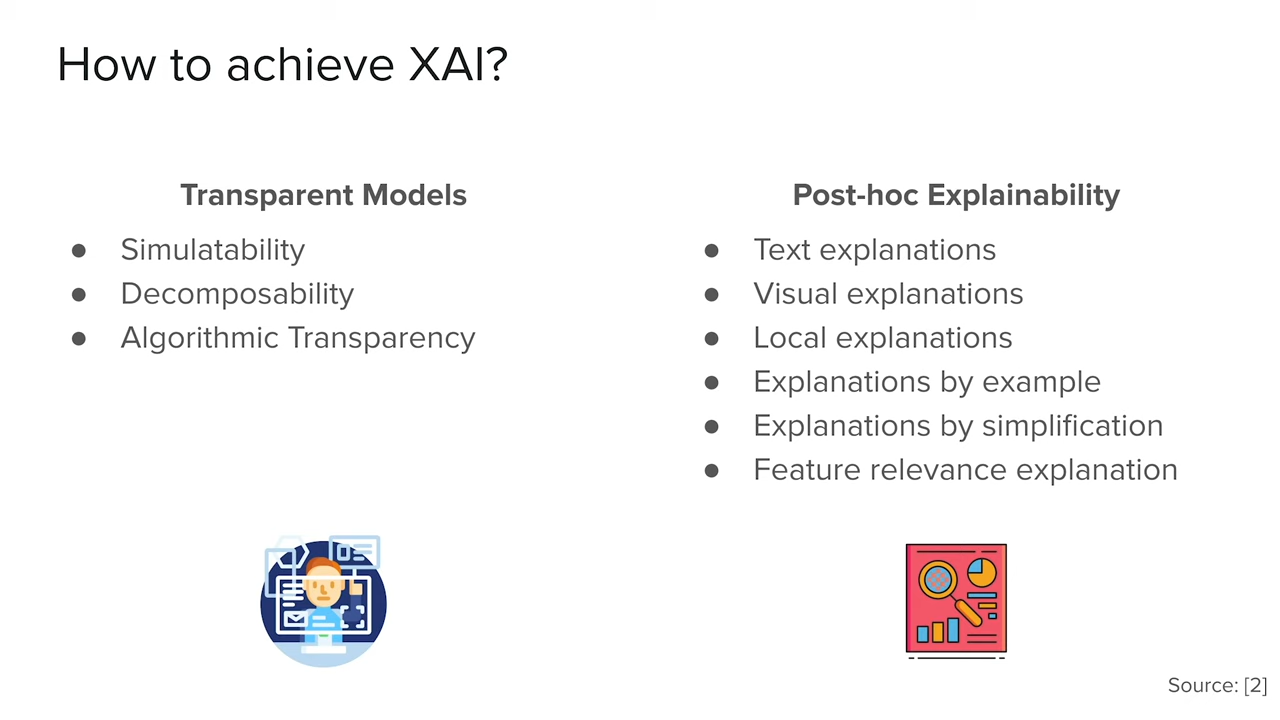 How to achieve XAI?
Transparent Models
● Simulatability
● Decomposability
● Algorithmic Transparency
Post-hoc Explainability
● Text explanations
● Visual explanations
● Local explanations
● Explanations by example
● Explanations by simplification
● Feature relevance explanation
Source: [2]